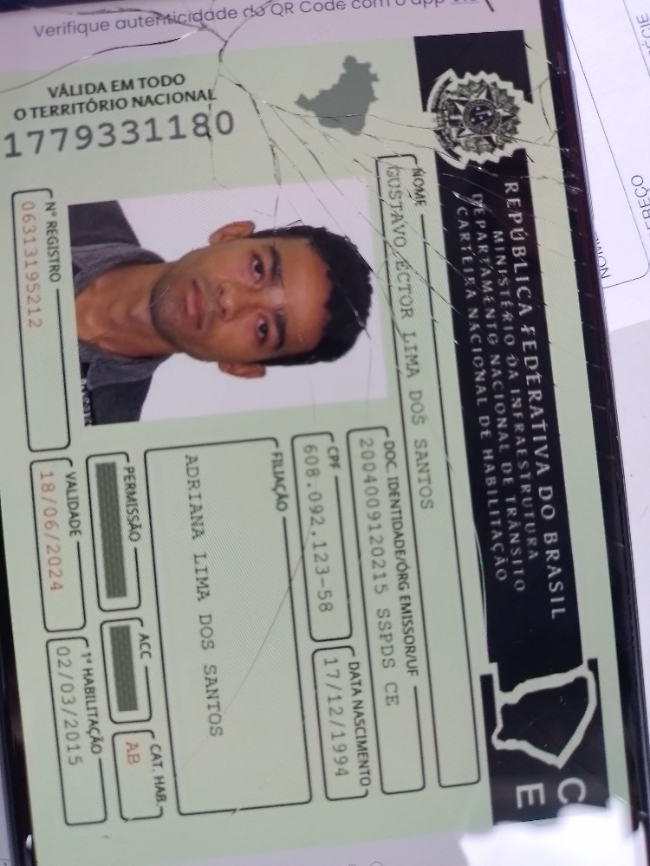 Verifique autenticidade do QR Code com o app
REPÚBLICA FEDERATIVA DO BRASIL
MINISTÉRIO DA INFRAESTRUTURA
DEPARTAMENTO NACIONAL DE TRÂNSITO
CARTEIRA NACIONAL DE HABILITAÇÃO
CE
NOME
GUSTAVO ECTOR LIMA DOS SANTOS
DOC. IDENTIDADE/ÓRG EMISSOR/UF
2004009120215 SSPDS CE
CPF
608.092.123-58
DATA NASCIMENTO
17/12/1994
FILIAÇÃO
ADRIANA LIMA DOS SANTOS
PERMISSÃO
ACC
CAT. HAB.
AB
Nº REGISTRO
06313195212
VALIDADE
18/06/2024
1ª HABILITAÇÃO
02/03/2015
VÁLIDA EM TODO
O TERRITÓRIO NACIONAL
1779331180
NOME